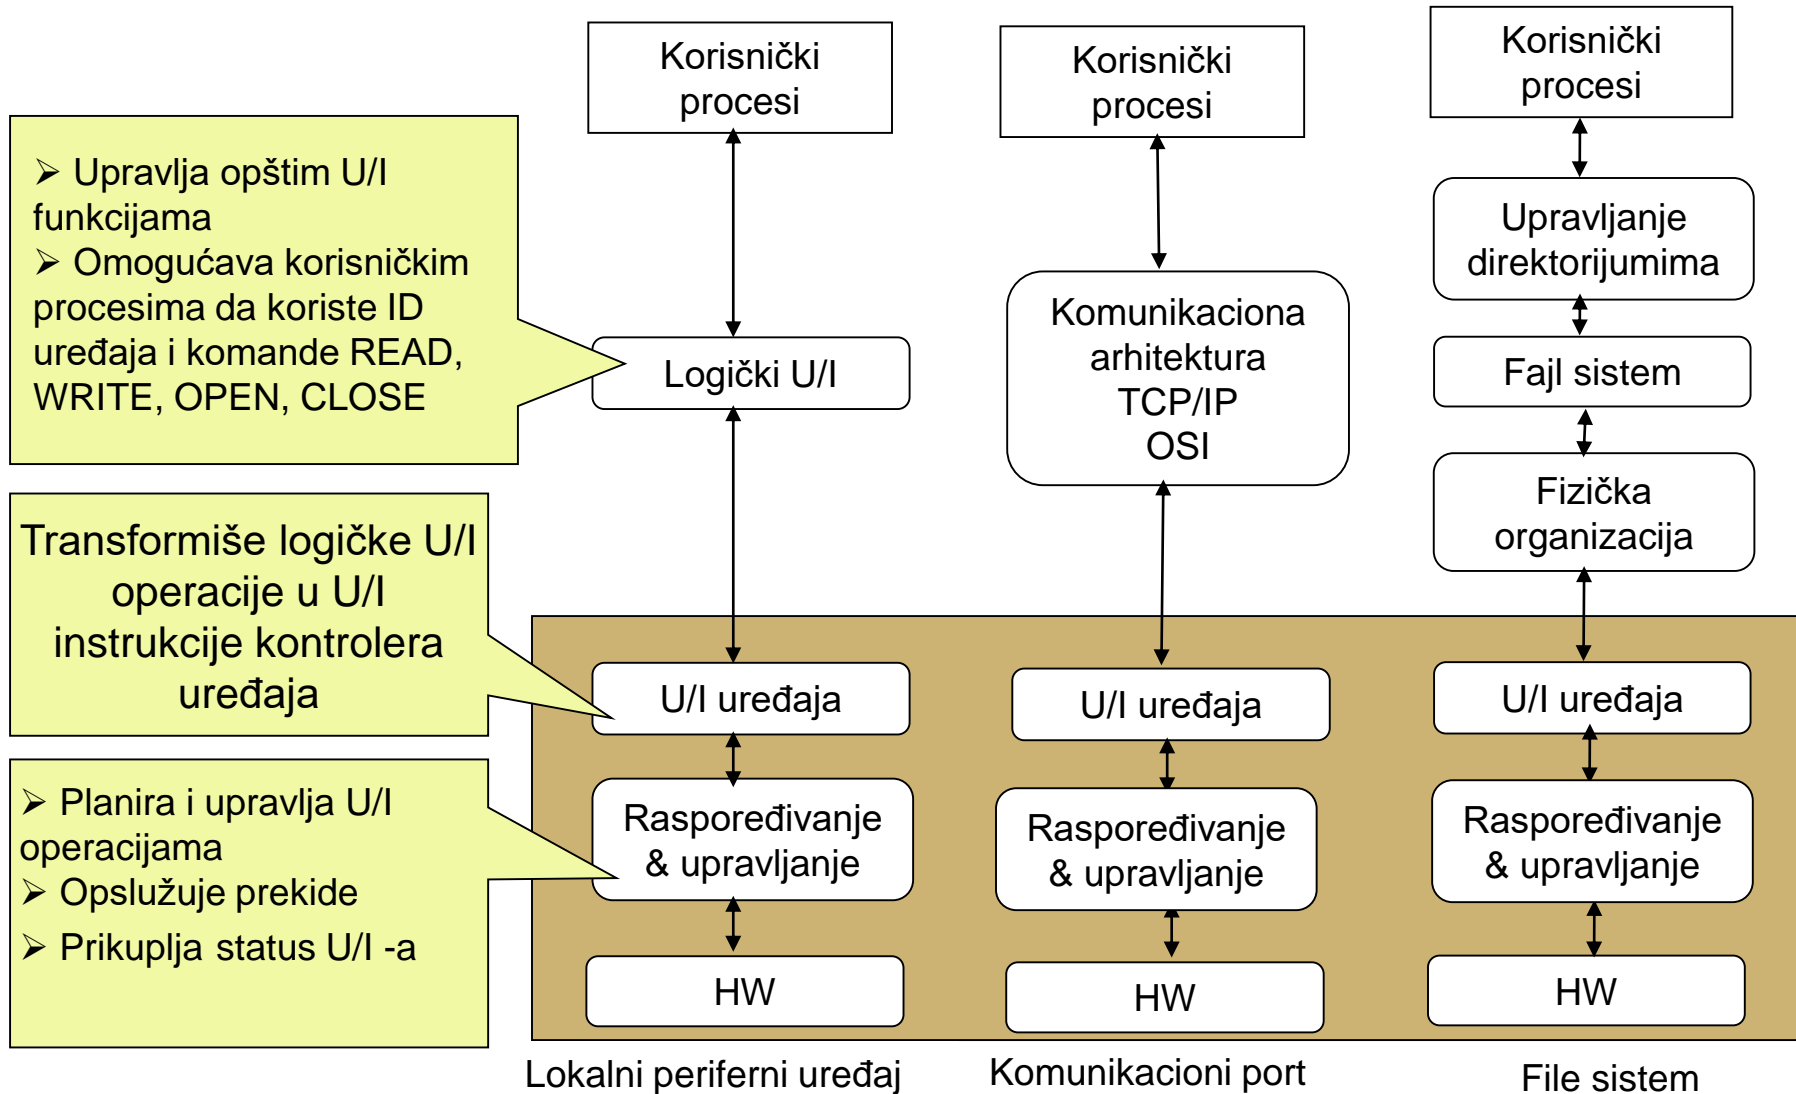 Korisnički
procesi
Korisnički
procesi
Korisnički
procesi
➢ Upravlja opštim U/I
funkcijama
➢ Omogućava korisničkim
procesima da koriste ID
uređaja i komande READ,
WRITE, OPEN, CLOSE
Logički U/I
Komunikaciona
arhitektura
TCP/IP
OSI
Upravljanje
direktorijumima
Fajl sistem
Fizička
organizacija
Transformiše logičke U/I
operacije u U/I
instrukcije kontrolera
uređaja
U/I uređaja
U/I uređaja
U/I uređaja
➢ Planira i upravlja U/I
operacijama
➢ Opslužuje prekide
➢ Prikuplja status U/I -a
Raspoređivanje
& upravljanje
Raspoređivanje
& upravljanje
Raspoređivanje
& upravljanje
HW
HW
HW
Lokalni periferni uređaj
Komunikacioni port
File sistem